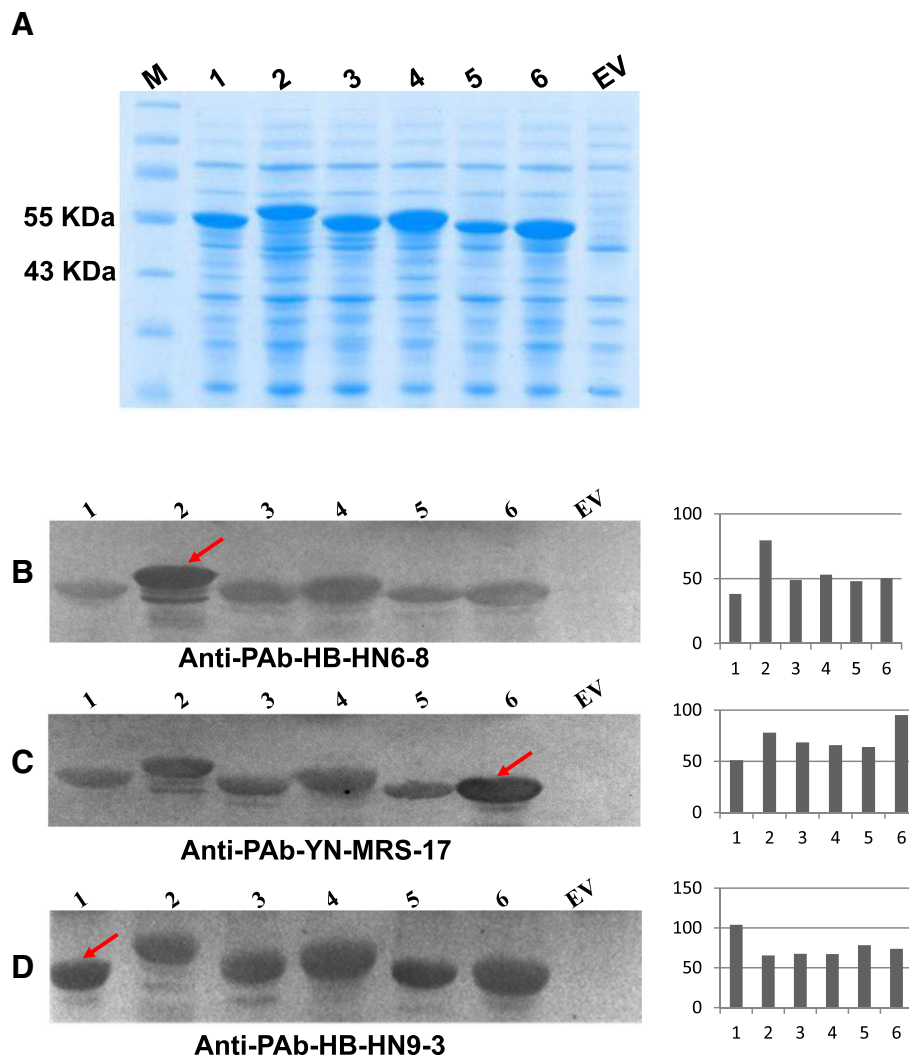 A
M 1 2 3 4 5 6 EV
55 KDa
43 KDa
B
1 2 3 4 5 6 EV
Anti-PAb-HB-HN6-8
100
50
0
1 2 3 4 5 6
C
1 2 3 4 5 6 EV
Anti-PAb-YN-MRS-17
100
50
0
1 2 3 4 5 6
D
1 2 3 4 5 6 EV
Anti-PAb-HB-HN9-3
150
100
50
0
1 2 3 4 5 6